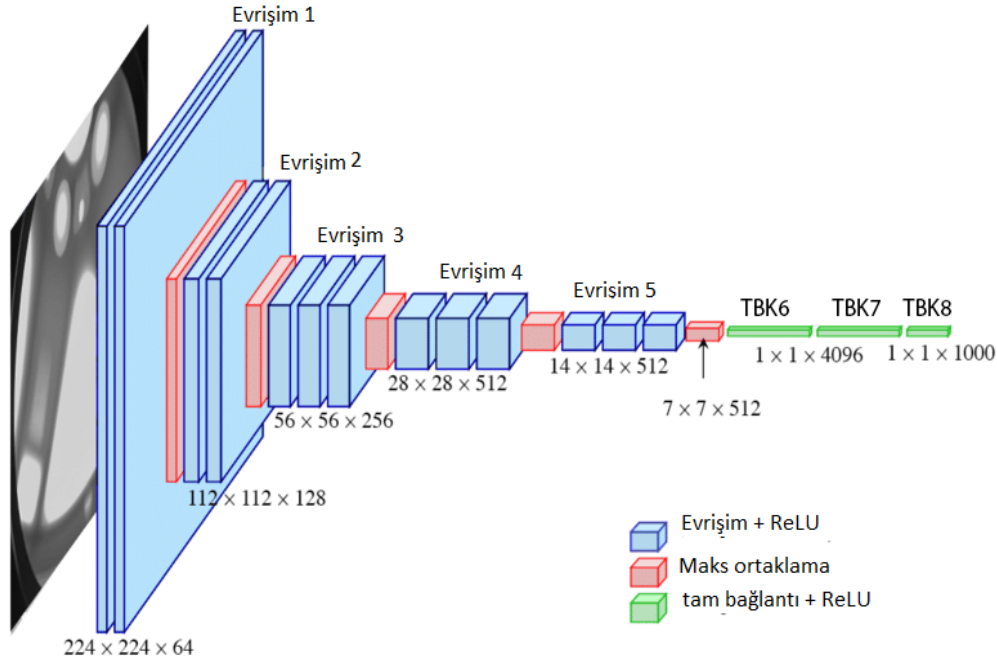 Evrişim 1
Evrişim 2
Evrişim 3
Evrişim 4
Evrişim 5
TBK6 TBK7 TBK8
1 × 1 × 4096 1 × 1 × 1000
14 × 14 × 512
28 × 28 × 512
7 × 7 × 512
56 × 56 × 256
112 × 112 × 128
224 × 224 × 64
Evrişim + ReLU
Maks ortaklama
tam bağlantı + ReLU